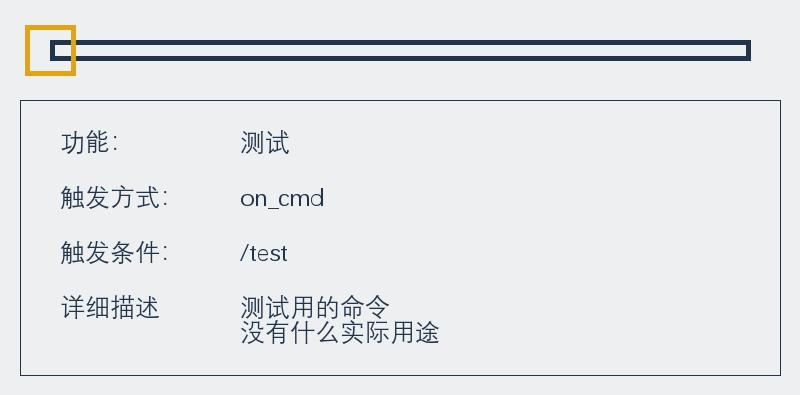 功能： 测试
触发方式： on_cmd
触发条件： /test
详细描述 测试用的命令
没有什么实际用途